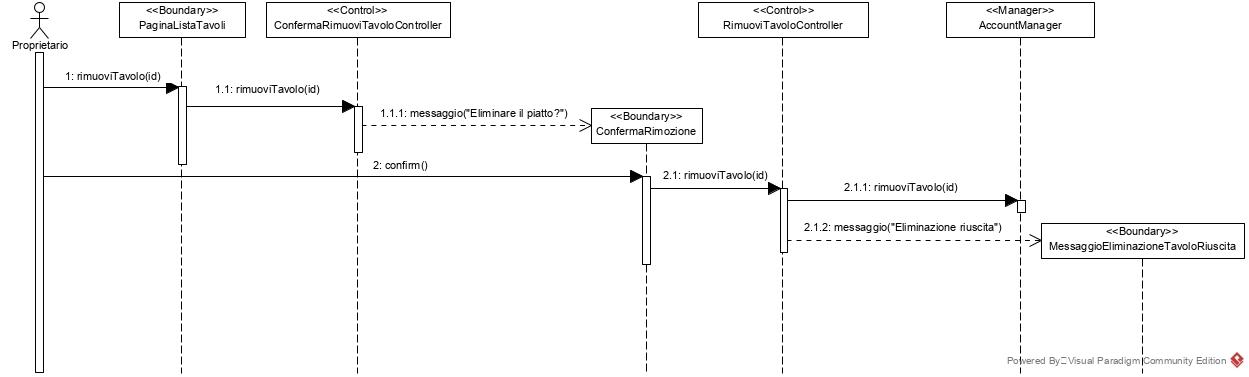 <<Boundary>>
PaginaListaTavoli
<<Control>>
ConfermaRimuoviTavoloController
<<Control>>
RimuoviTavoloController
<<Manager>>
AccountManager
Proprietario
1: rimuoviTavolo(id)
1.1: rimuoviTavolo(id)
1.1.1: messaggio("Eliminare il piatto?")
<<Boundary>>
ConfermaRimozione
2: confirm()
2.1: rimuoviTavolo(id)
2.1.1: rimuoviTavolo(id)
2.1.2: messaggio("Eliminazione riuscita")
<<Boundary>>
MessaggioEliminazioneTavoloRiuscita
Powered By Visual Paradigm Community Edition